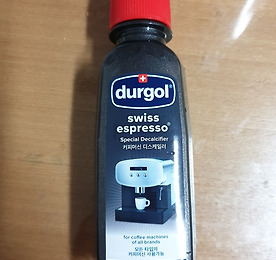 durgol®
swiss
espresso®
Special Decalcifier
커피머신 디스케일러
for coffee machines
of all brands
모든 타입의
커피머신 사용가능